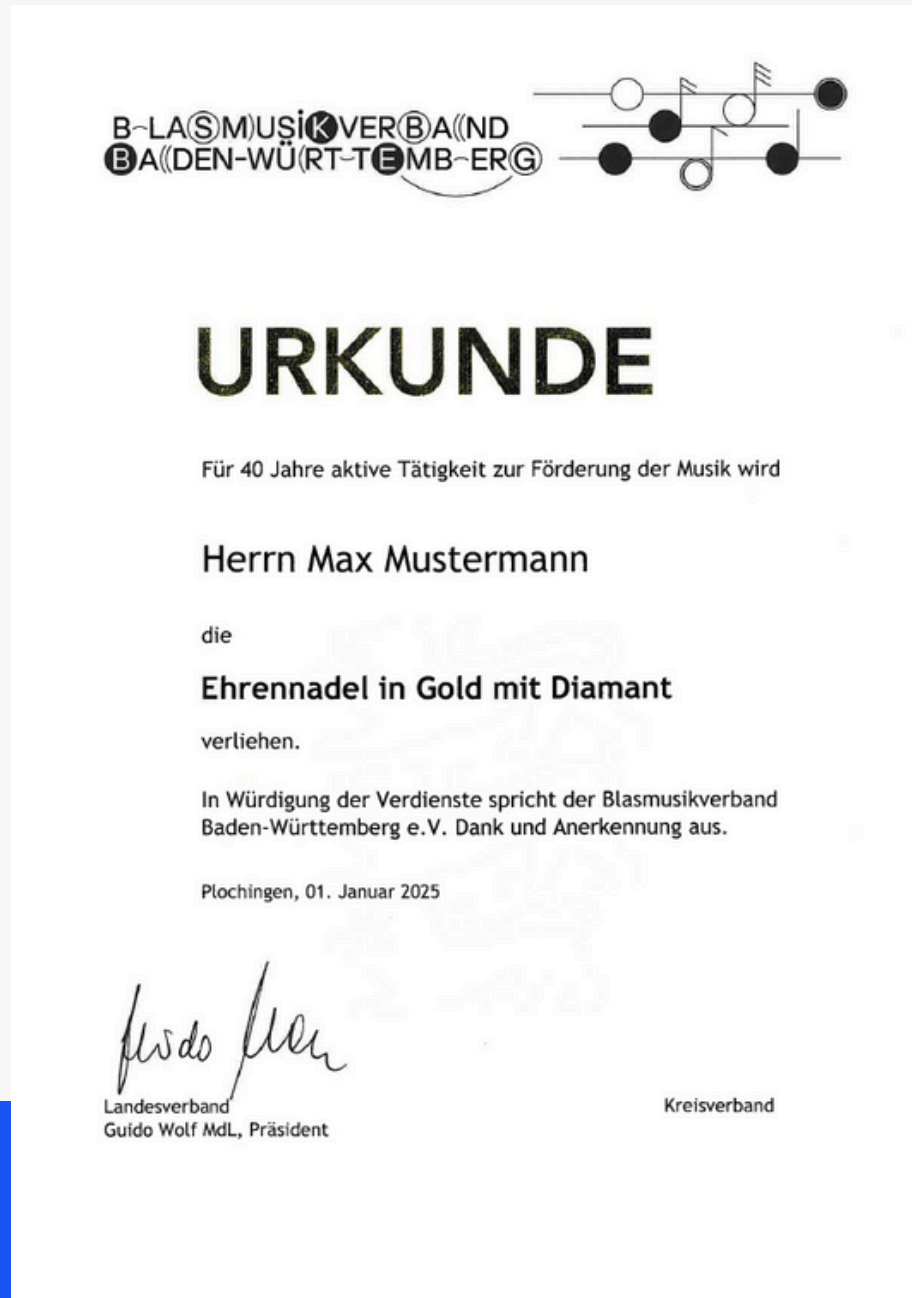 BLASMUSIKVERBAND
BADEN-WÜRTTEMBERG
URKUNDE
Für 40 Jahre aktive Tätigkeit zur Förderung der Musik wird
Herrn Max Mustermann
die
Ehrennadel in Gold mit Diamant
verliehen.
In Würdigung der Verdienste spricht der Blasmusikverband
Baden-Württemberg e.V. Dank und Anerkennung aus.
Plochingen, 01. Januar 2025
Landesverband
Guido Wolf MdL, Präsident
Kreisverband